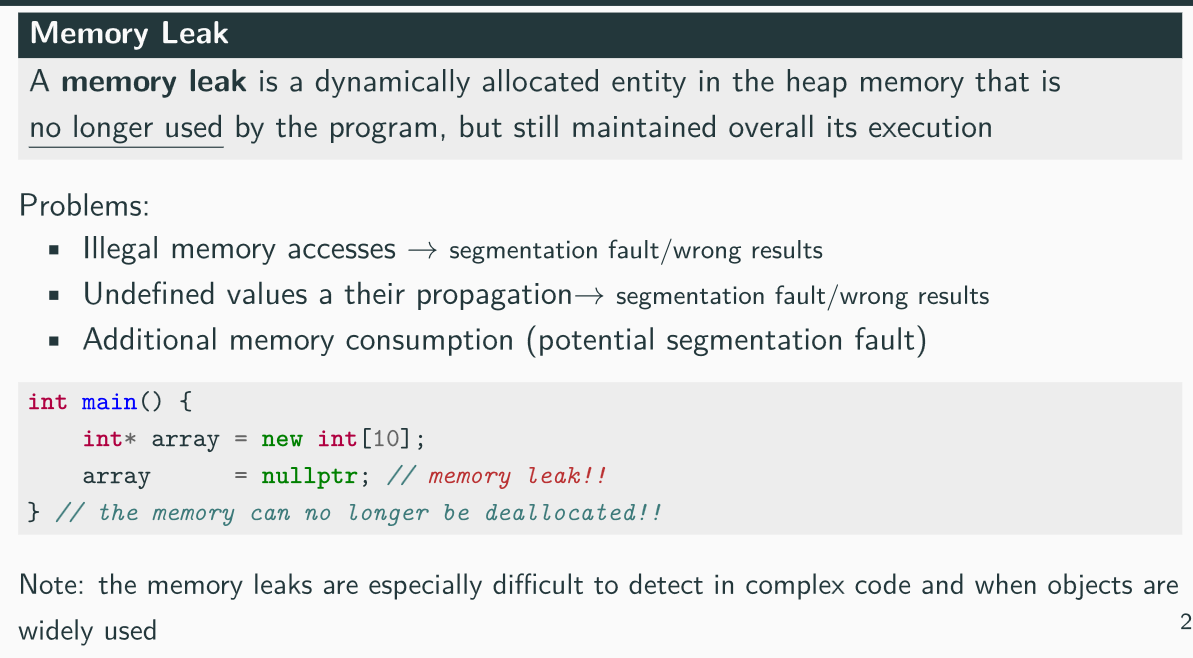 Memory Leak
A memory leak is a dynamically allocated entity in the heap memory that is
no longer used by the program, but still maintained overall its execution
Problems:
▪ Illegal memory accesses → segmentation fault/wrong results
▪ Undefined values a their propagation→ segmentation fault/wrong results
▪ Additional memory consumption (potential segmentation fault)
int main() {
    int* array = new int[10];
    array      = nullptr; // memory leak!!
} // the memory can no longer be deallocated!!
Note: the memory leaks are especially difficult to detect in complex code and when objects are
widely used
2